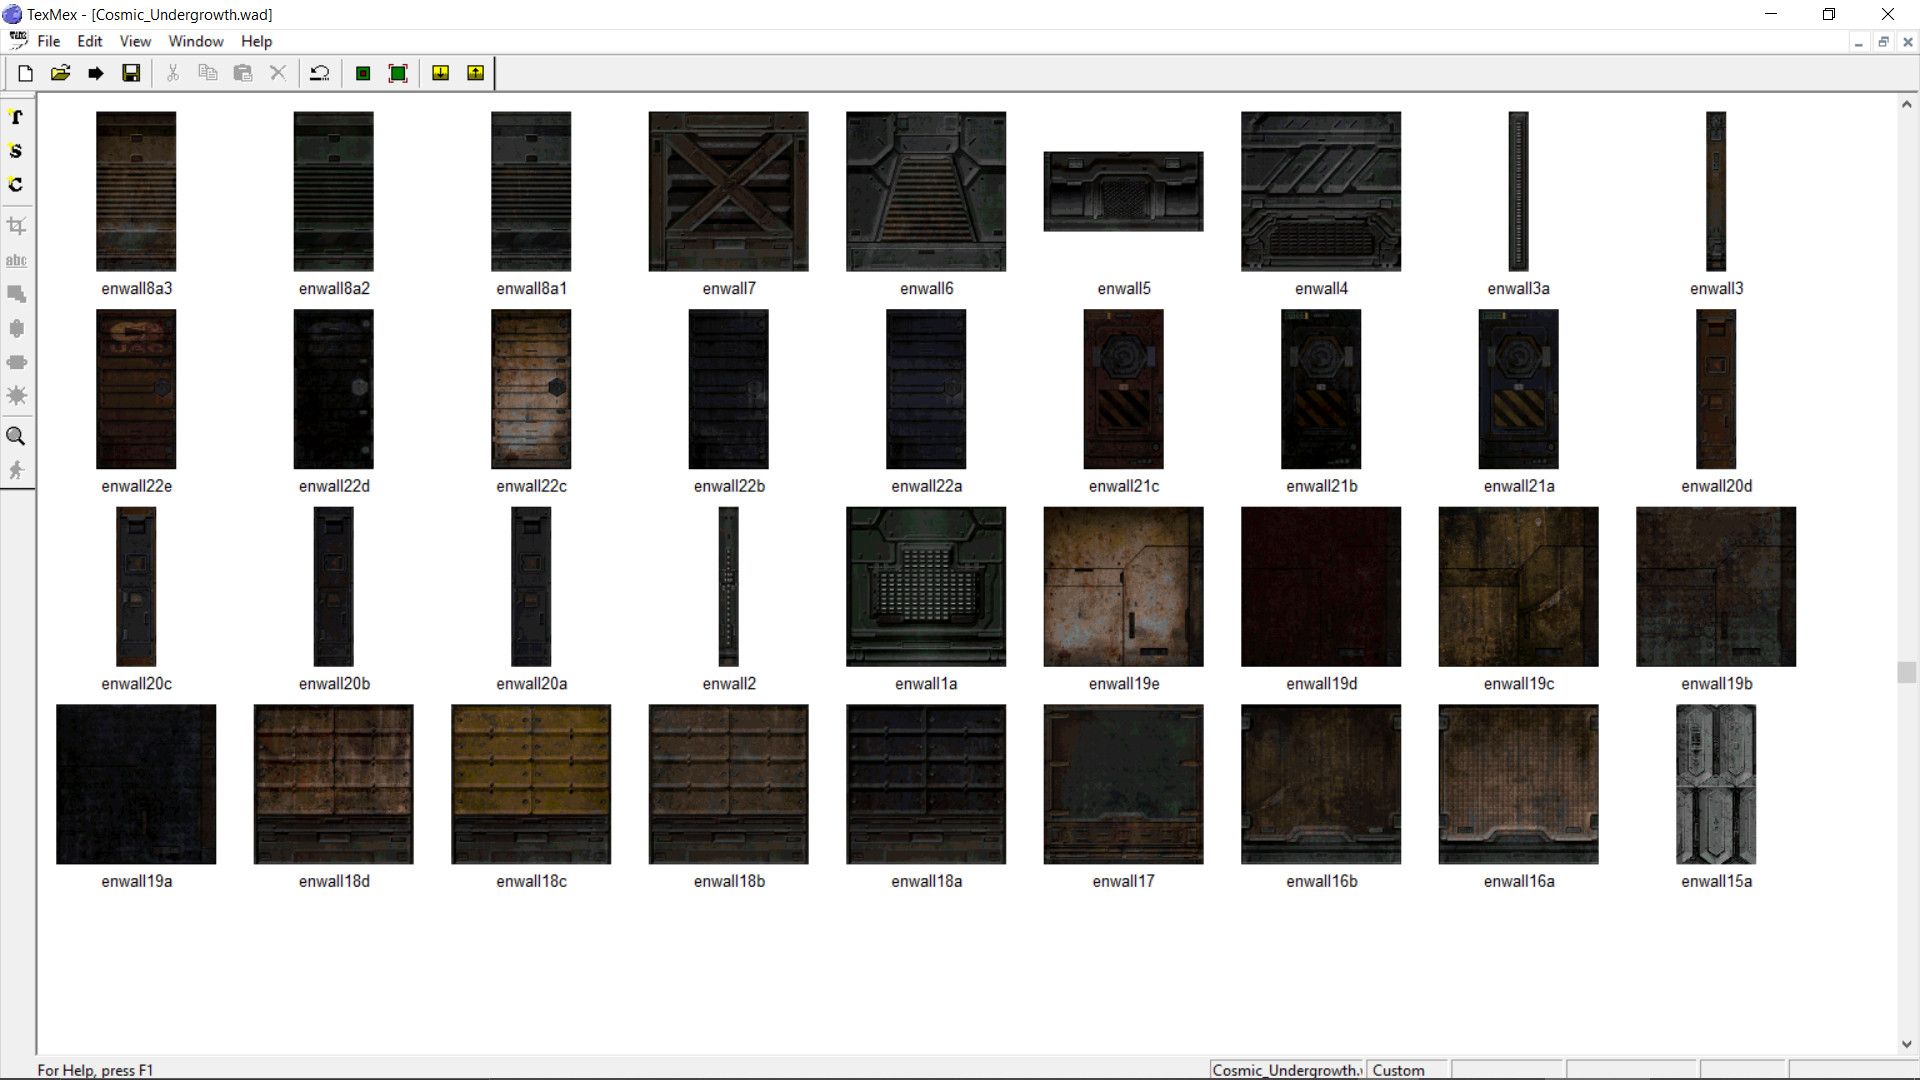 TexMex - [Cosmic_Undergrowth.wad]
File Edit View Window Help
T
S
C
abc
enwall8a3 enwall8a2 enwall8a1 enwall7 enwall6 enwall5 enwall4 enwall3a enwall3
UAC
enwall22e enwall22d enwall22c enwall22b enwall22a enwall21c enwall21b enwall21a enwall20d
enwall20c enwall20b enwall20a enwall2 enwall1a enwall19e enwall19d enwall19c enwall19b
enwall19a enwall18d enwall18c enwall18b enwall18a enwall17 enwall16b enwall16a enwall15a
For Help, press F1 Cosmic_Undergrowth. Custom